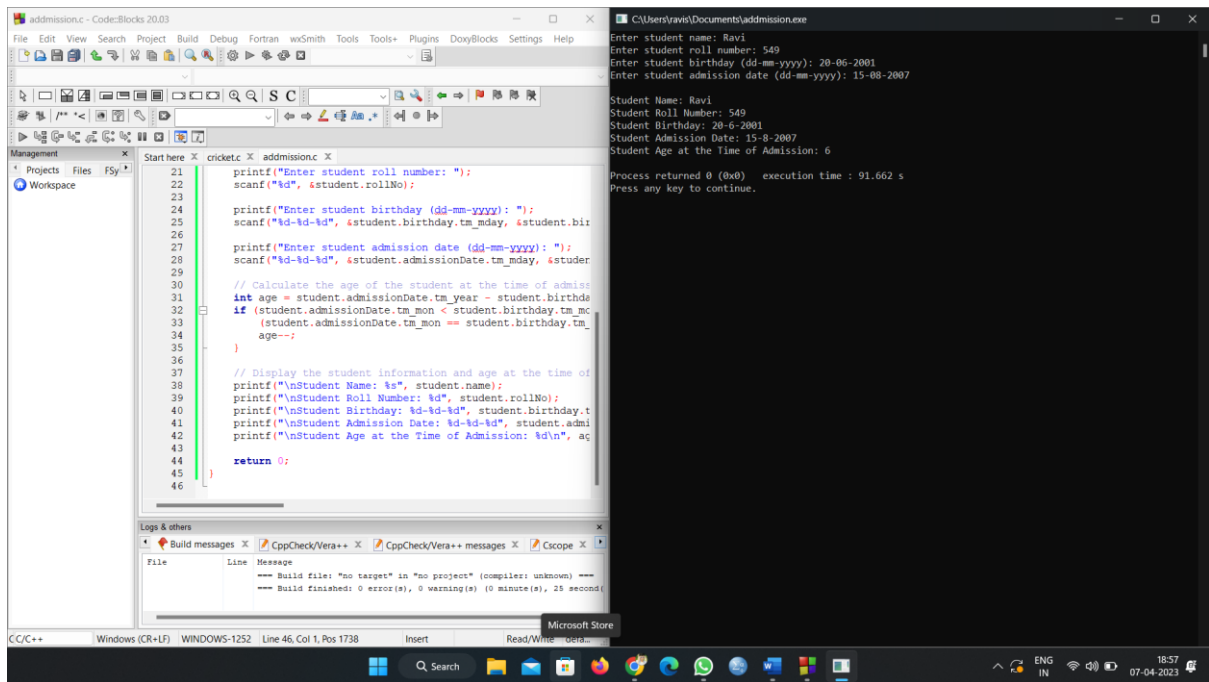 addmission.c - Code::Blocks 20.03
File Edit View Search Project Build Debug Fortran wxSmith Tools Tools+ Plugins DoxyBlocks Settings Help
S C
/** *<
Aa .*
Management
Projects Files FSy
Workspace
Start here X cricket.c X addmission.c X
21 printf("Enter student roll number: ");
22 scanf("%d", &student.rollNo);
23
24 printf("Enter student birthday (dd-mm-yyyy): ");
25 scanf("%d-%d-%d", &student.birthday.tm_mday, &student.bir
26
27 printf("Enter student admission date (dd-mm-yyyy): ");
28 scanf("%d-%d-%d", &student.admissionDate.tm_mday, &studen
29
30 // Calculate the age of the student at the time of admiss
31 int age = student.admissionDate.tm_year - student.birthda
32 if (student.admissionDate.tm_mon < student.birthday.tm_mo
33 (student.admissionDate.tm_mon == student.birthday.tm_
34 age--;
35 }
36
37 // Display the student information and age at the time of
38 printf("\nStudent Name: %s", student.name);
39 printf("\nStudent Roll Number: %d", student.rollNo);
40 printf("\nStudent Birthday: %d-%d-%d", student.birthday.t
41 printf("\nStudent Admission Date: %d-%d-%d", student.admi
42 printf("\nStudent Age at the Time of Admission: %d\n", ag
43
44 return 0;
45 }
46
Logs & others
Build messages X CppCheck/Vera++ X CppCheck/Vera++ messages X Cscope X
File Line Message
=== Build file: "no target" in "no project" (compiler: unknown) ===
=== Build finished: 0 error(s), 0 warning(s) (0 minute(s), 25 second(
C/C++ Windows (CR+LF) WINDOWS-1252 Line 46, Col 1, Pos 1738 Insert Read/Write defa...
Microsoft Store
C:\Users\ravis\Documents\addmission.exe
Enter student name: Ravi
Enter student roll number: 549
Enter student birthday (dd-mm-yyyy): 20-06-2001
Enter student admission date (dd-mm-yyyy): 15-08-2007
Student Name: Ravi
Student Roll Number: 549
Student Birthday: 20-6-2001
Student Admission Date: 15-8-2007
Student Age at the Time of Admission: 6
Process returned 0 (0x0) execution time : 91.662 s
Press any key to continue.
Search
ENG
IN
18:57
07-04-2023